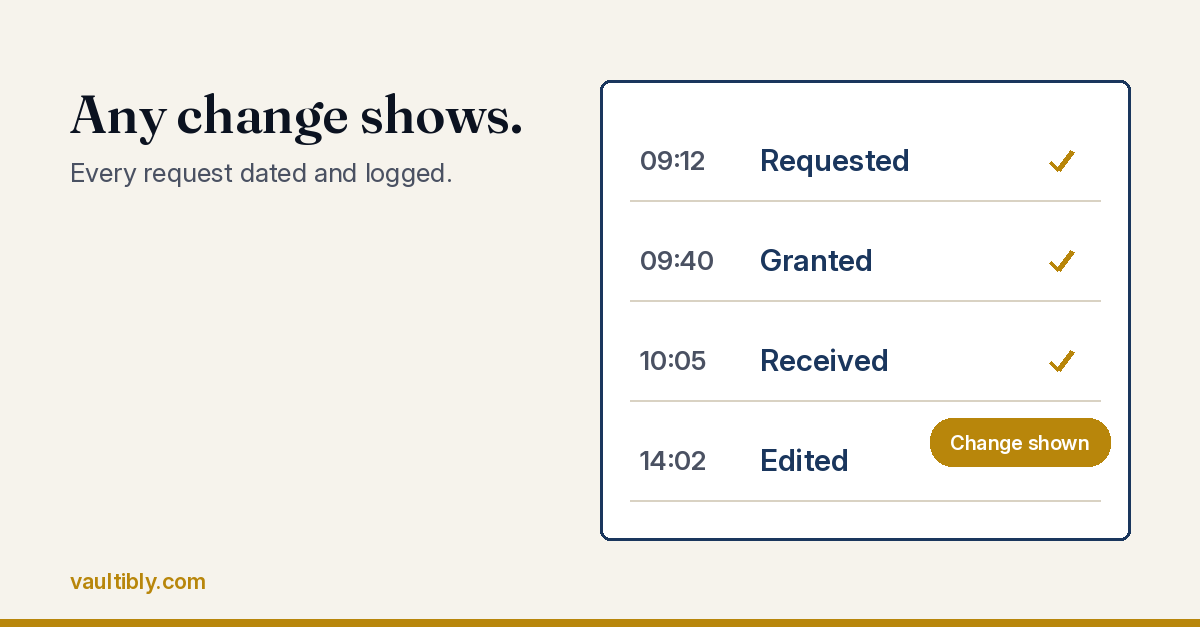 Any change shows.
Every request dated and logged.
09:12 Requested
09:40 Granted
10:05 Received
14:02 Edited Change shown
vaultibly.com